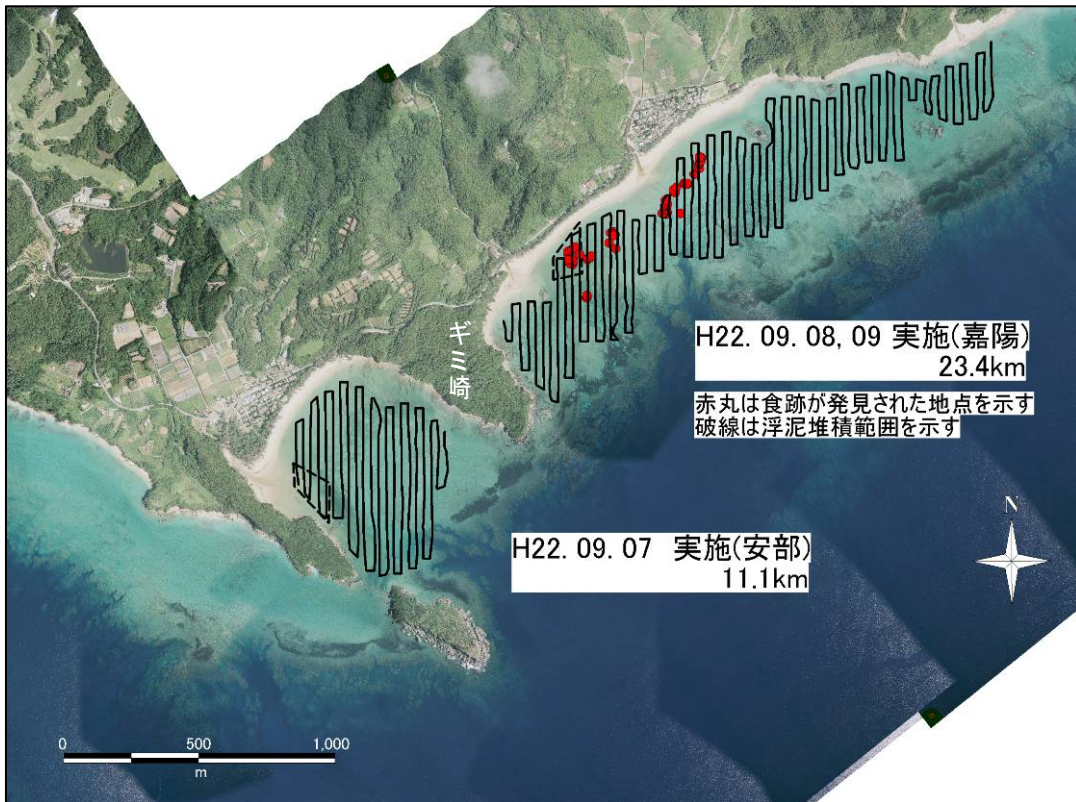 ギミ崎
H22. 09. 08, 09 実施(嘉陽)
23.4km
赤丸は食跡が発見された地点を示す
破線は浮泥堆積範囲を示す
N
H22. 09. 07 実施(安部)
11.1km
0 500 1,000
m